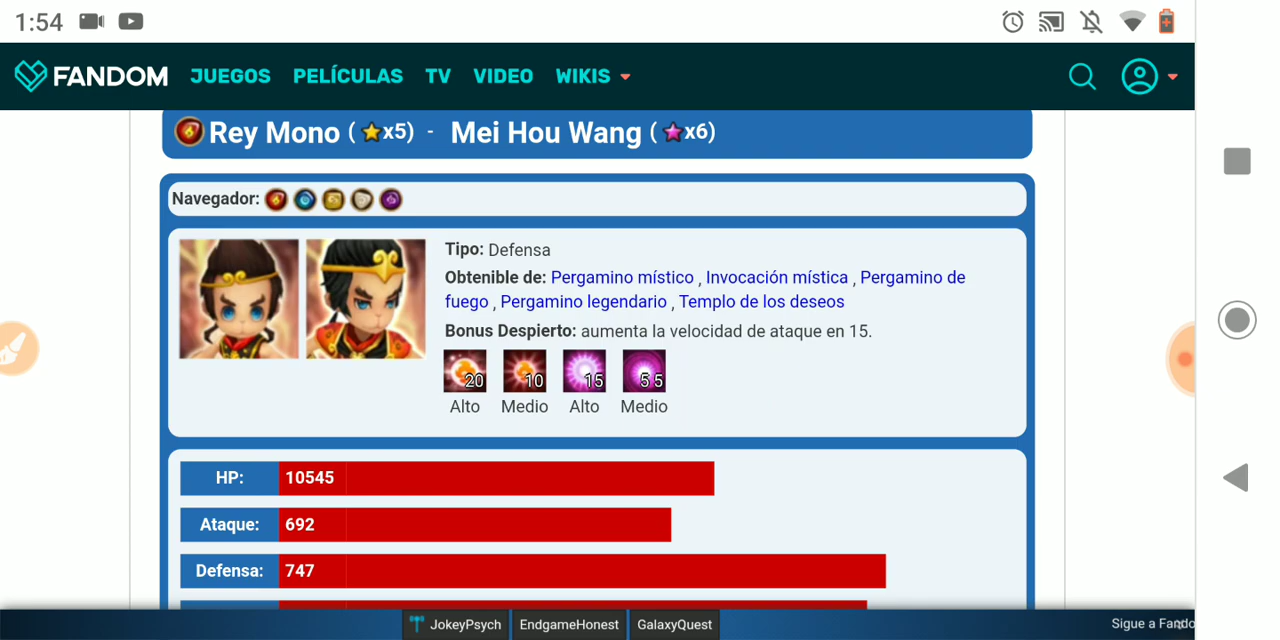 1:54
FANDOM JUEGOS PELÍCULAS TV VIDEO WIKIS
Rey Mono ( x5) - Mei Hou Wang ( x6)
Navegador:
Tipo: Defensa
Obtenible de: Pergamino místico , Invocación mística , Pergamino de
fuego , Pergamino legendario , Templo de los deseos
Bonus Despierto: aumenta la velocidad de ataque en 15.
20 10 15 5 5
Alto Medio Alto Medio
HP: 10545
Ataque: 692
Defensa: 747
JokeyPsych EndgameHonest GalaxyQuest Sigue a Fando